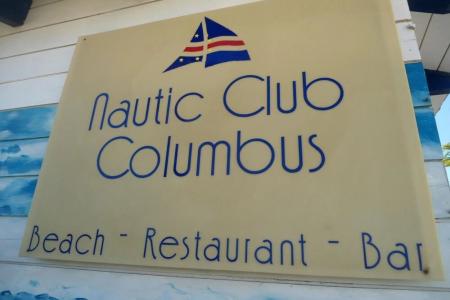 Nautic Club
Columbus
Beach - Restaurant - Bar